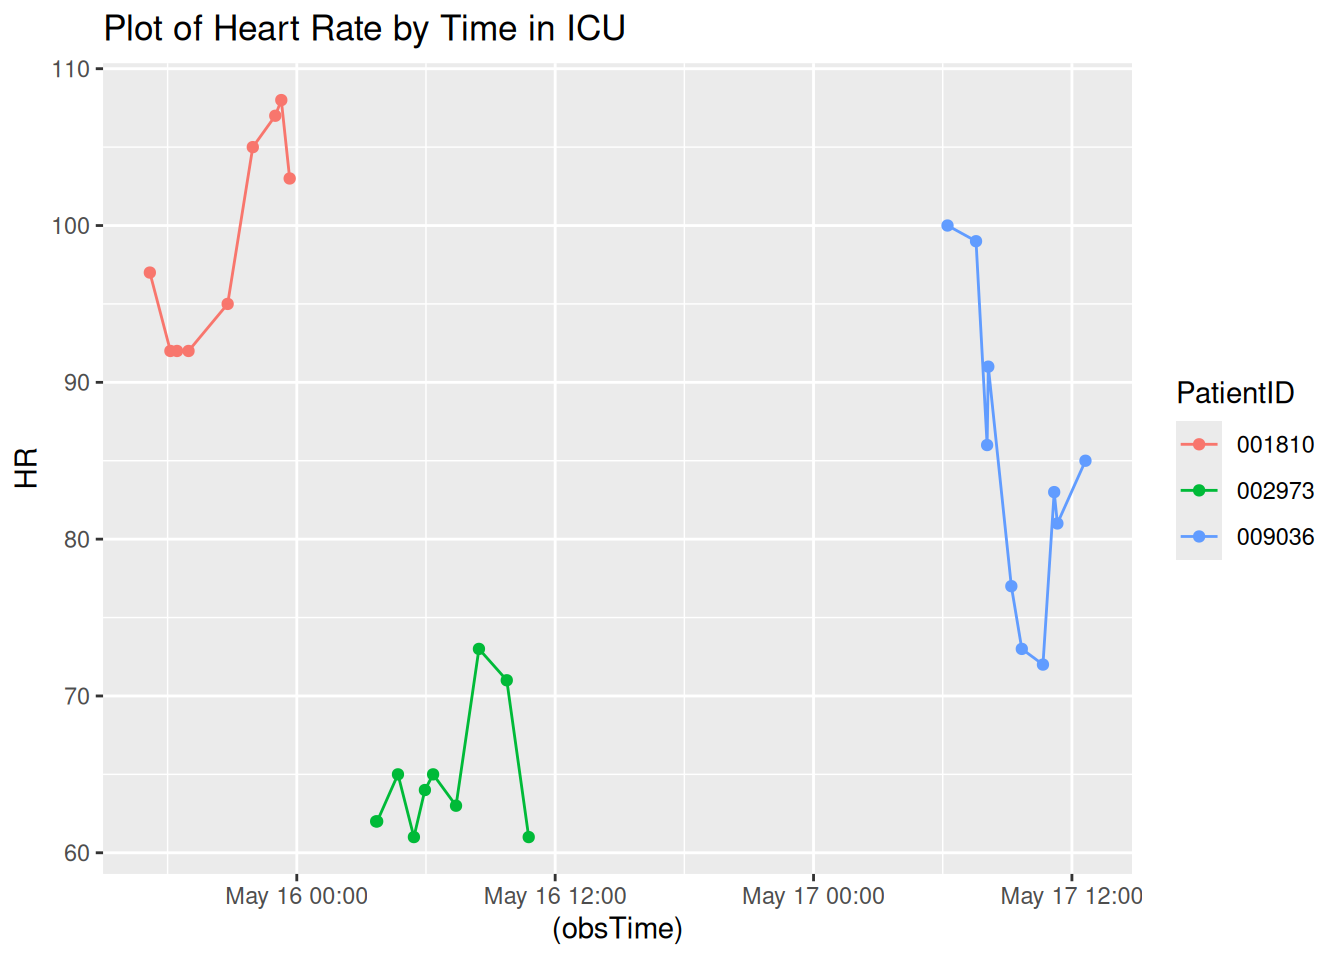 Plot of Heart Rate by Time in ICU
110
100
90
80
70
60
HR
May 16 00:00
May 16 12:00
May 17 00:00
May 17 12:00
(obsTime)
PatientID
001810
002973
009036